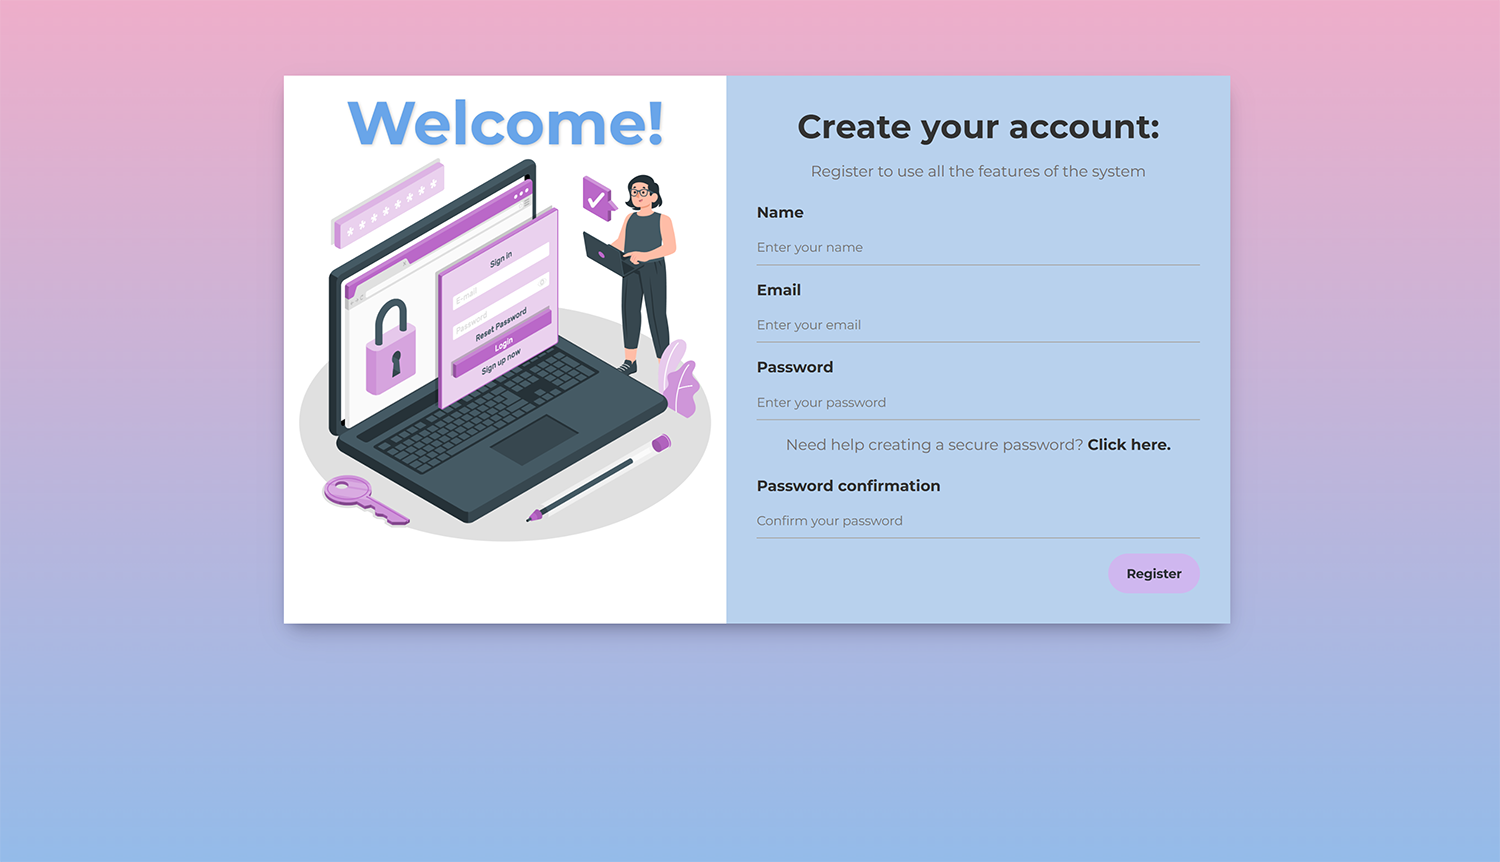 Welcome!
* * * * * * * *
Sign in
E-mail
Password
Reset Password
Login
Sign up now
Create your account:
Register to use all the features of the system
Name
Enter your name
Email
Enter your email
Password
Enter your password
Need help creating a secure password? Click here.
Password confirmation
Confirm your password
Register